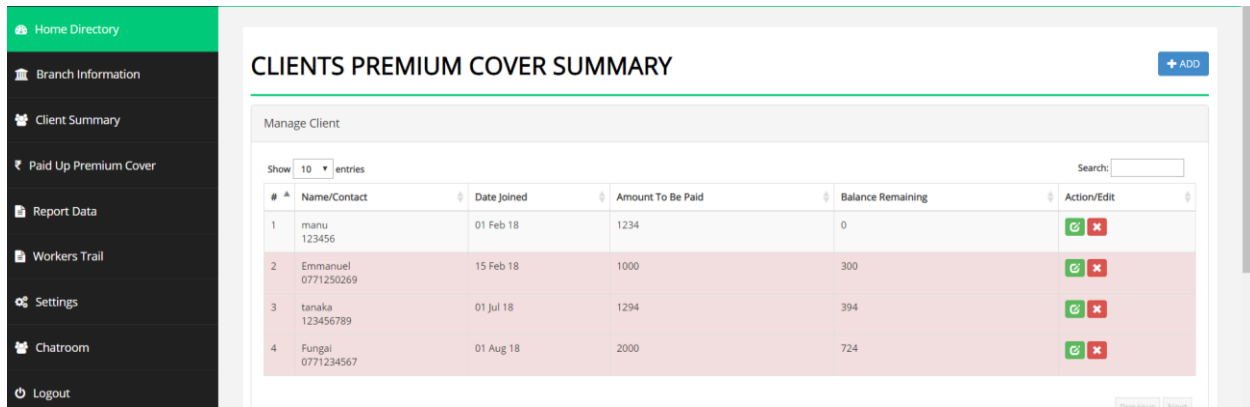 Home Directory
Branch Information
Client Summary
Paid Up Premium Cover
Report Data
Workers Trail
Settings
Chatroom
Logout
CLIENTS PREMIUM COVER SUMMARY
ADD
Manage Client
Show 10 entries
Search:
# Name/Contact Date Joined Amount To Be Paid Balance Remaining Action/Edit
1 manu 01 Feb 18 1234 0
123456
2 Emmanuel 15 Feb 18 1000 300
0771250269
3 tanaka 01 Jul 18 1294 394
123456789
4 Fungai 01 Aug 18 2000 724
0771234567
Previous Next